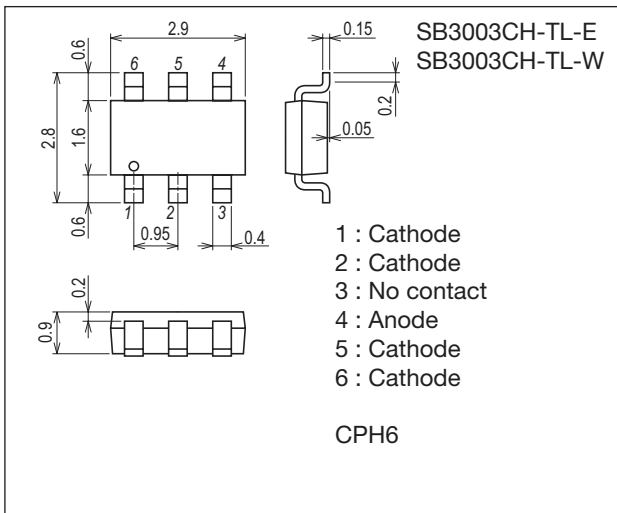 SB3003CH-TL-E
SB3003CH-TL-W
2.9
0.15
0.6
6 5 4
0.2
2.8
1.6
0.05
0.6
1 2 3
0.95
0.4
1 : Cathode
2 : Cathode
3 : No contact
4 : Anode
5 : Cathode
6 : Cathode
0.2
0.9
CPH6